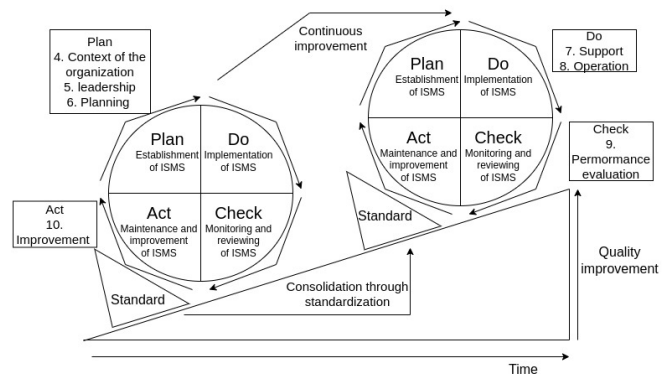 Plan
4. Context of the
organization
5. leadership
6. Planning
Continuous
improvement
Do
7. Support
8. Operation
Plan
Establishment
of ISMS
Do
Implementation
of ISMS
Act
Maintenance and
improvement
of ISMS
Check
Monitoring and
reviewing
of ISMS
Check
9.
Permormance
evaluation
Plan
Establishment
of ISMS
Do
Implementation
of ISMS
Act
Maintenance and
improvement
of ISMS
Check
Monitoring and
reviewing
of ISMS
Act
10.
Improvement
Standard
Standard
Consolidation through
standardization
Quality
improvement
Time